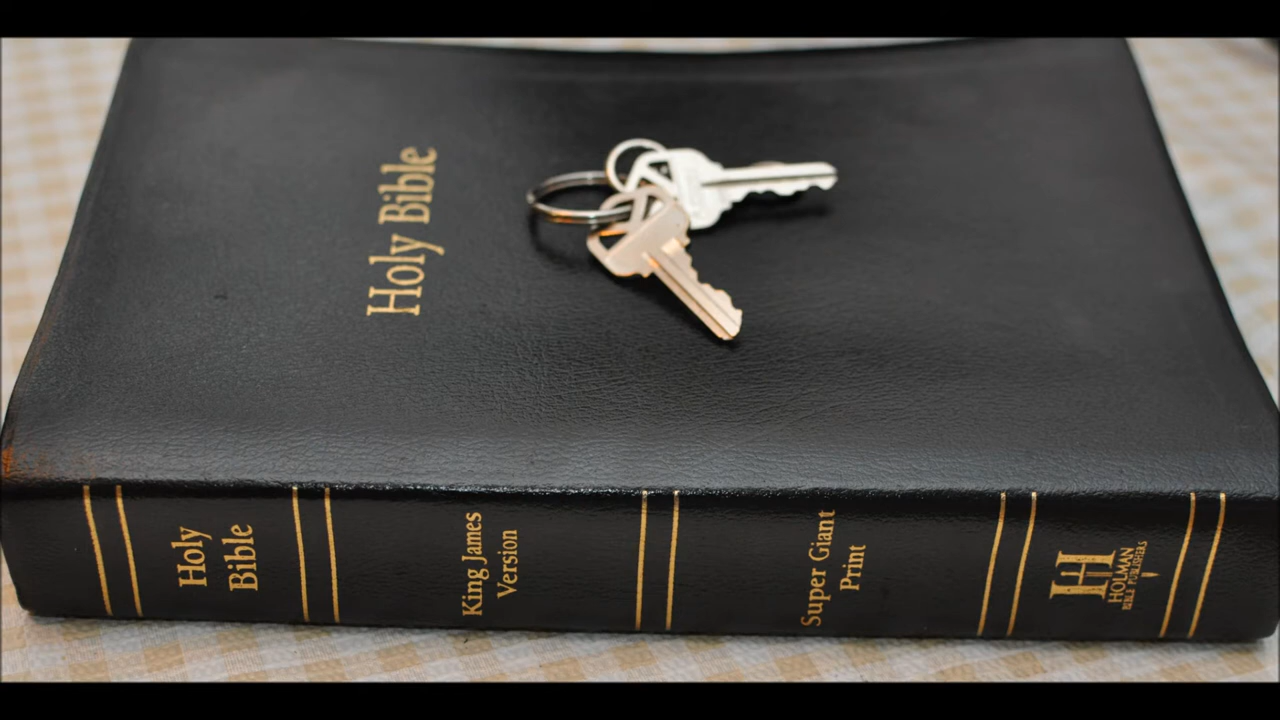 Holy Bible
Holy
Bible
King James
Version
Super Giant
Print
HOLMAN
BIBLE PUBLISHERS